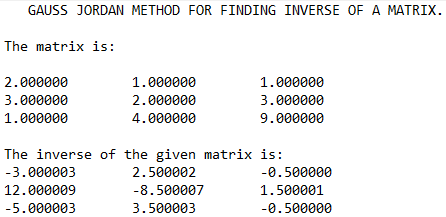 GAUSS JORDAN METHOD FOR FINDING INVERSE OF A MATRIX.
The matrix is:
2.000000 1.000000 1.000000
3.000000 2.000000 3.000000
1.000000 4.000000 9.000000
The inverse of the given matrix is:
-3.000003 2.500002 -0.500000
12.000009 -8.500007 1.500001
-5.000003 3.500003 -0.500000